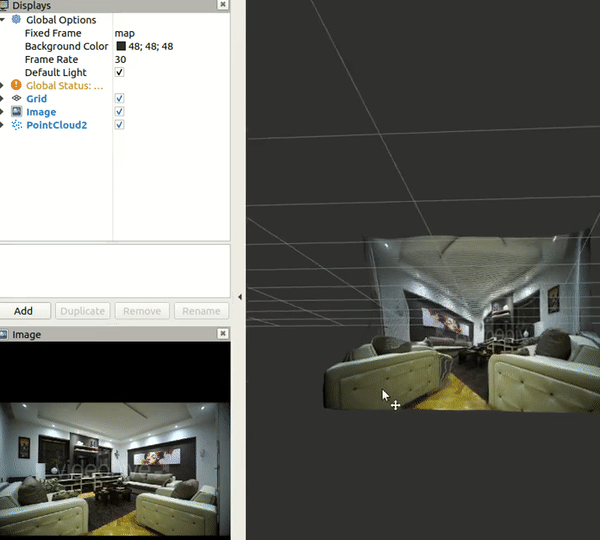 Displays
Global Options
Fixed Frame map
Background Color 48; 48; 48
Frame Rate 30
Default Light
Global Status: ...
Grid
Image
PointCloud2
Add Duplicate Remove Rename
Image